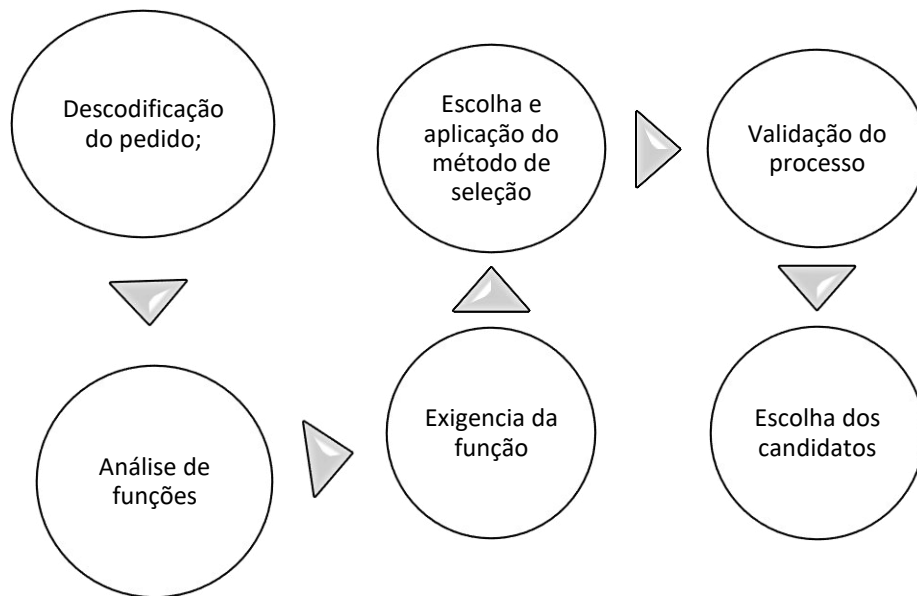 Descodificação
do pedido;
Análise de
funções
Exigencia da
função
Escolha e
aplicação do
método de
seleção
Validação do
processo
Escolha dos
candidatos